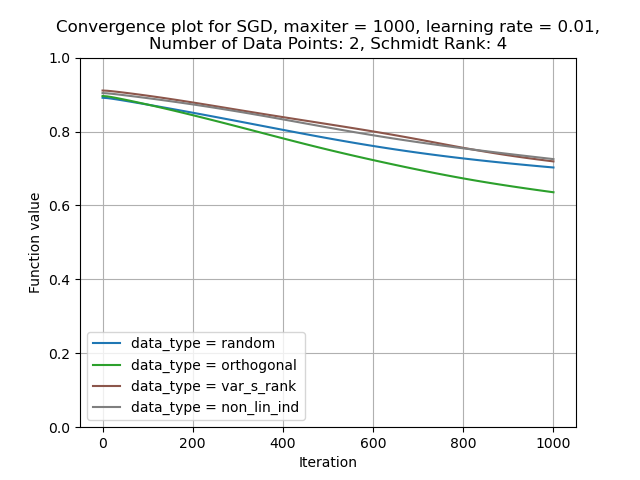 Convergence plot for SGD, maxiter = 1000, learning rate = 0.01,
Number of Data Points: 2, Schmidt Rank: 4
1.0
0.8
0.6
0.4
0.2
0.0
Function value
data_type = random
data_type = orthogonal
data_type = var_s_rank
data_type = non_lin_ind
0 200 400 600 800 1000
Iteration